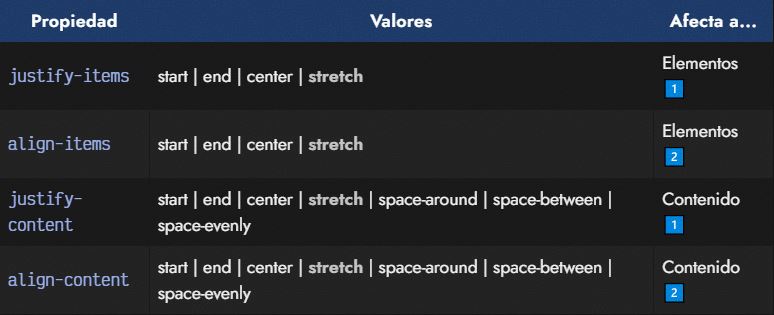 Propiedad Valores Afecta a...
justify-items start | end | center | stretch Elementos
1
align-items start | end | center | stretch Elementos
2
justify-
content
start | end | center | stretch | space-around | space-between |
space-evenly
Contenido
1
align-content start | end | center | stretch | space-around | space-between |
space-evenly
Contenido
2